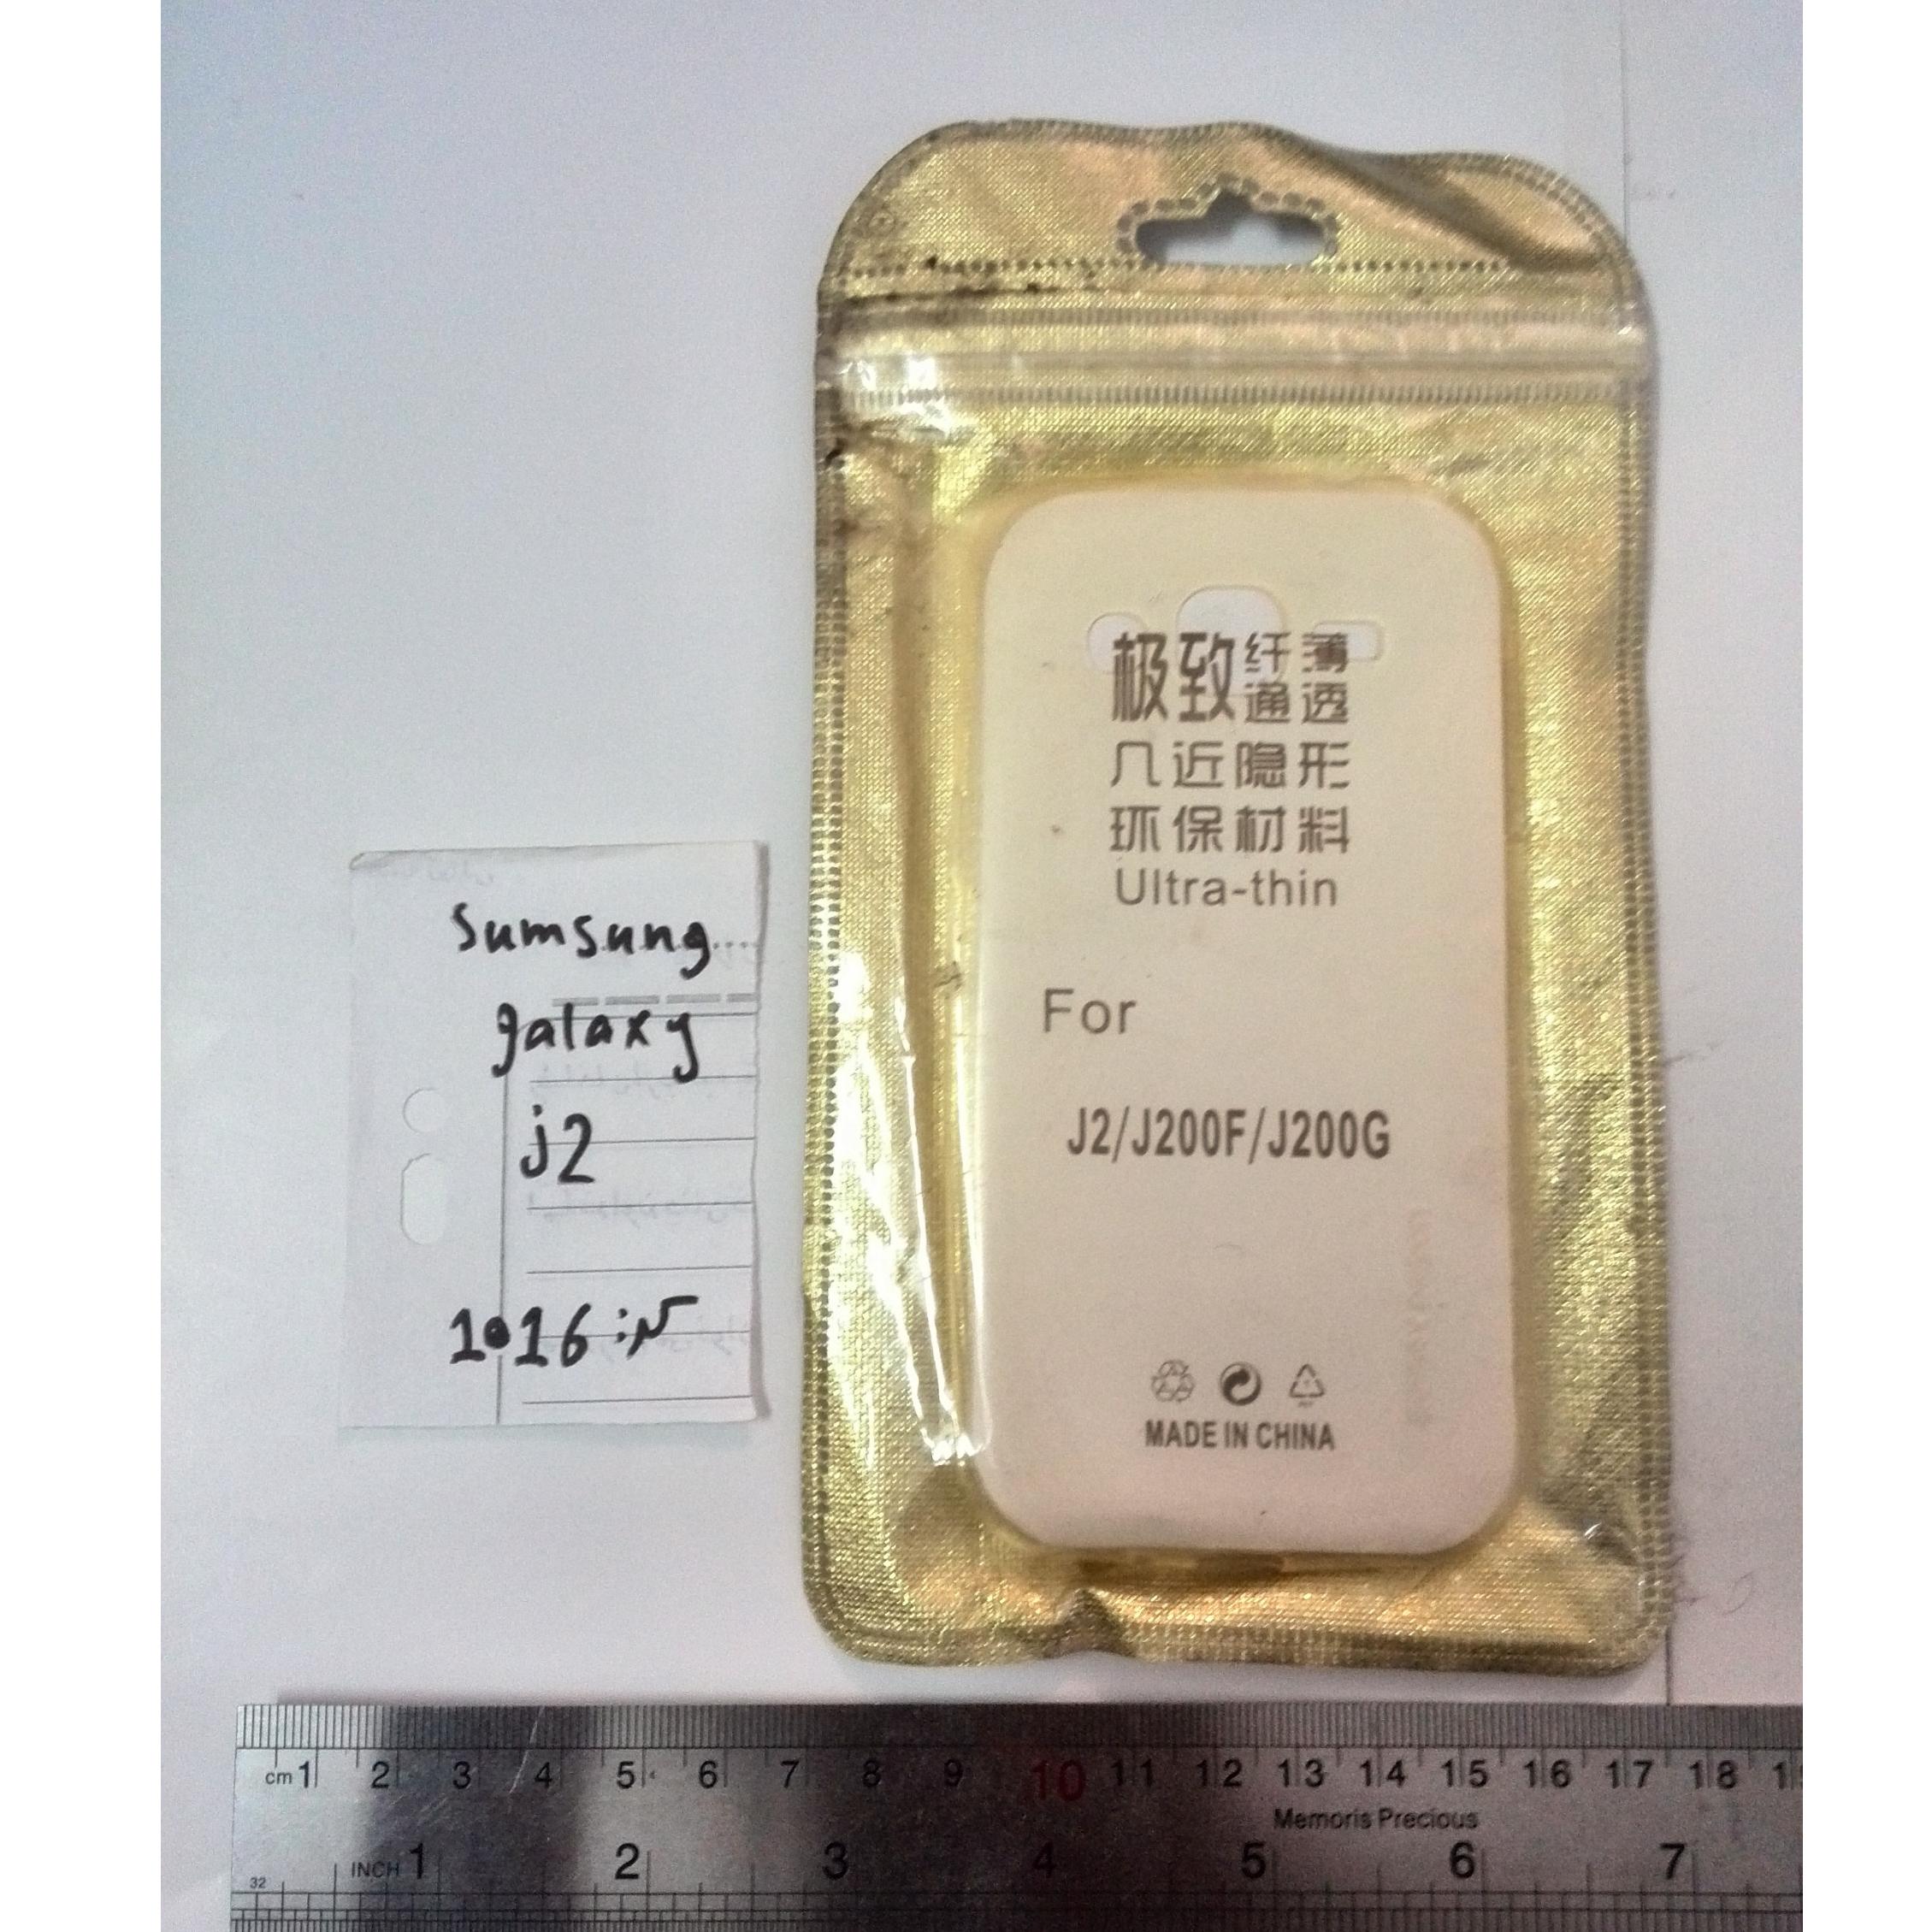 极致纤薄
通透
几近隐形
环保材料
Ultra-thin
For
J2/J200F/J200G
MADE IN CHINA
sumsung
galaxy
j2
1016
cm 1 2 3 4 5 6 7 8 9 10 11 12 13 14 15 16 17 18
Memoris Precious
INCH 1 2 3 4 5 6 7
32